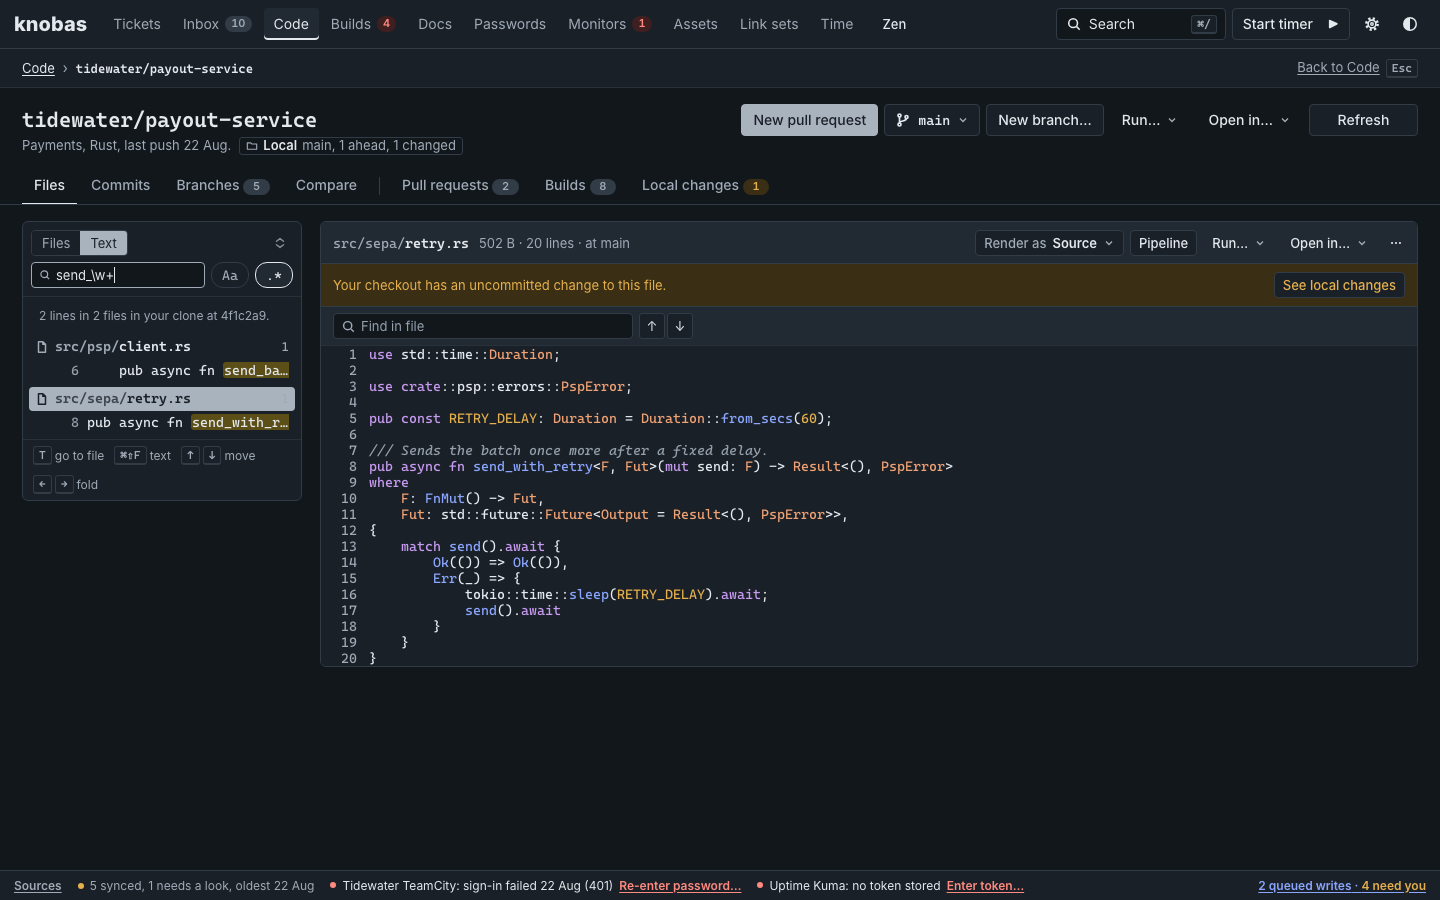 knobas Tickets Inbox 10 Code Builds 4 Docs Passwords Monitors 1 Assets Link sets Time Zen Search ⌘/ Start timer
Code › tidewater/payout-service Back to Code Esc
tidewater/payout-service New pull request main New branch... Run... Open in... Refresh
Payments, Rust, last push 22 Aug. Local main, 1 ahead, 1 changed
Files Commits Branches 5 Compare Pull requests 2 Builds 8 Local changes 1
Files Text
send_\w+ Aa .*
2 lines in 2 files in your clone at 4f1c2a9.
src/psp/client.rs 1
6 pub async fn send_ba…
src/sepa/retry.rs
8 pub async fn send_with_r…
T go to file ⌘⇧F text ↑ ↓ move
← → fold
src/sepa/retry.rs 502 B · 20 lines · at main Render as Source Pipeline Run... Open in... ···
Your checkout has an uncommitted change to this file. See local changes
Find in file ↑ ↓
1 use std::time::Duration;
2
3 use crate::psp::errors::PspError;
4
5 pub const RETRY_DELAY: Duration = Duration::from_secs(60);
6
7 /// Sends the batch once more after a fixed delay.
8 pub async fn send_with_retry<F, Fut>(mut send: F) -> Result<(), PspError>
9 where
10     F: FnMut() -> Fut,
11     Fut: std::future::Future<Output = Result<(), PspError>>,
12 {
13     match send().await {
14         Ok(()) => Ok(()),
15         Err(_) => {
16             tokio::time::sleep(RETRY_DELAY).await;
17             send().await
18         }
19     }
20 }
Sources 5 synced, 1 needs a look, oldest 22 Aug Tidewater TeamCity: sign-in failed 22 Aug (401) Re-enter password... Uptime Kuma: no token stored Enter token... 2 queued writes · 4 need you